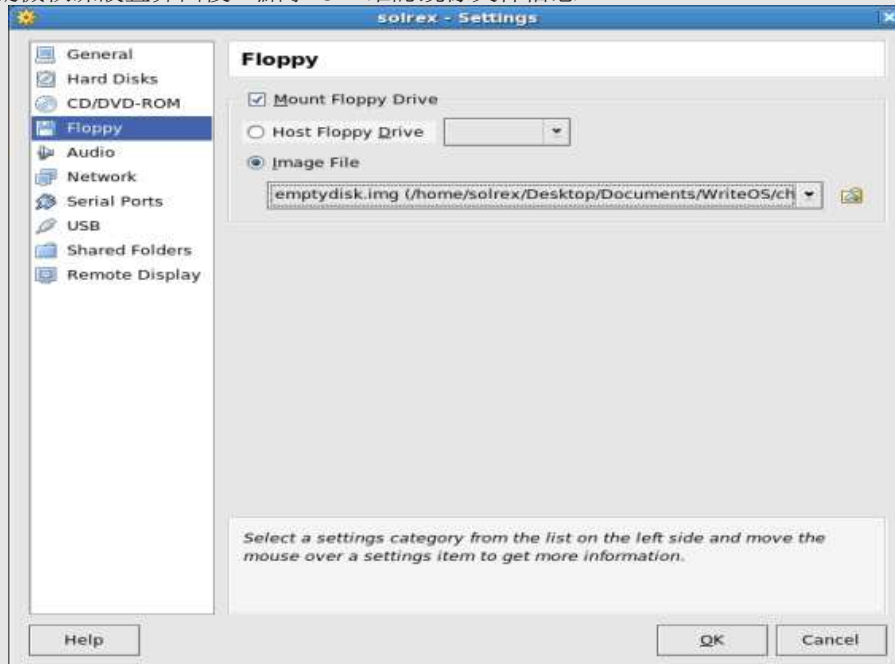 solrex - Settings
General
Hard Disks
CD/DVD-ROM
Floppy
Audio
Network
Serial Ports
USB
Shared Folders
Remote Display
Floppy
Mount Floppy Drive
Host Floppy Drive
Image File
emptydisk.img (/home/solrex/Desktop/Documents/WriteOS/ch
Select a settings category from the list on the left side and move the
mouse over a settings item to get more information.
Help
OK
Cancel